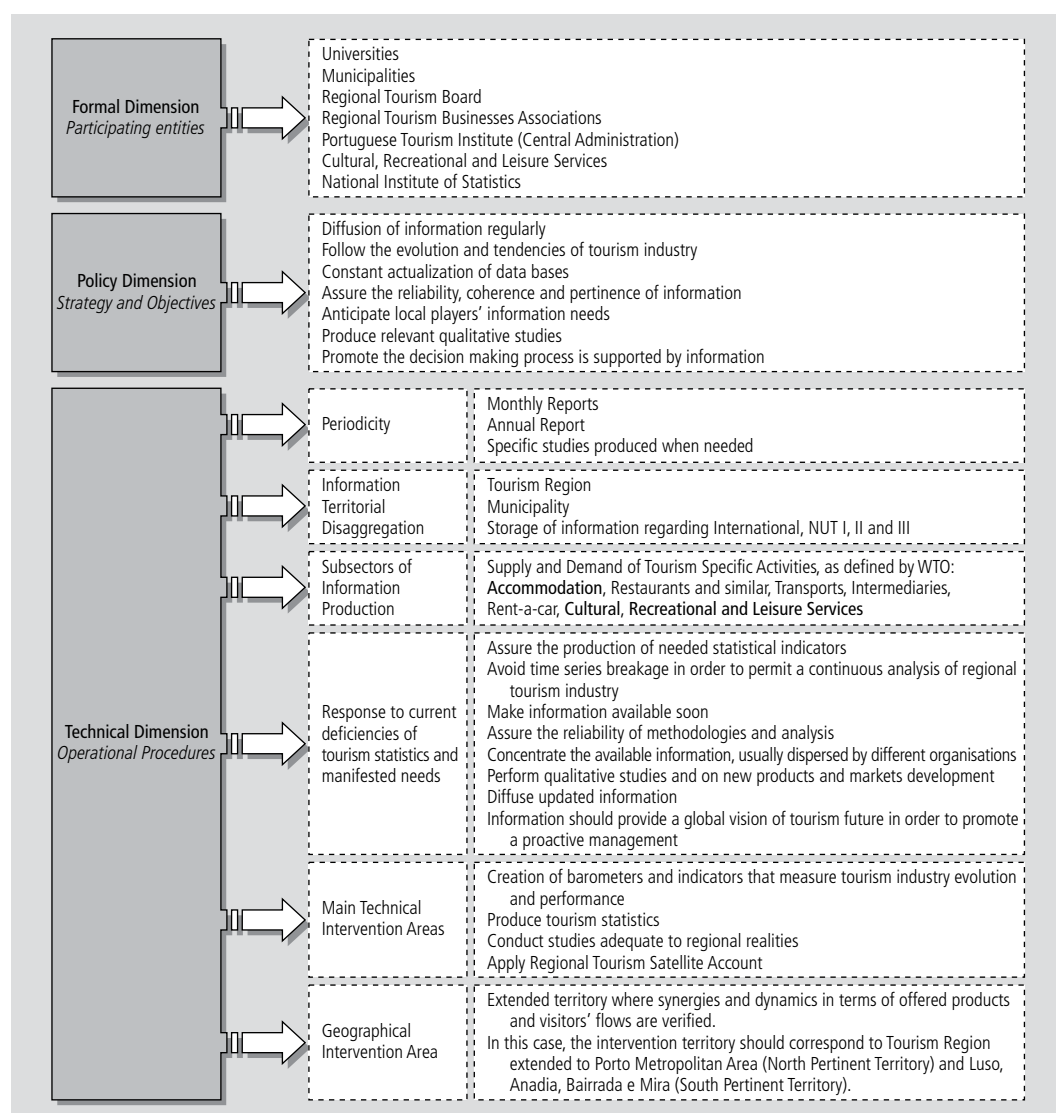 Formal Dimension
Participating entities
Universities
Municipalities
Regional Tourism Board
Regional Tourism Businesses Associations
Portuguese Tourism Institute (Central Administration)
Cultural, Recreational and Leisure Services
National Institute of Statistics
Policy Dimension
Strategy and Objectives
Diffusion of information regularly
Follow the evolution and tendencies of tourism industry
Constant actualization of data bases
Assure the reliability, coherence and pertinence of information
Anticipate local players’ information needs
Produce relevant qualitative studies
Promote the decision making process is supported by information
Technical Dimension
Operational Procedures
Periodicity
Monthly Reports
Annual Report
Specific studies produced when needed
Information
Territorial
Disaggregation
Tourism Region
Municipality
Storage of information regarding International, NUT I, II and III
Subsectors of
Information
Production
Supply and Demand of Tourism Specific Activities, as defined by WTO:
Accommodation, Restaurants and similar, Transports, Intermediaries,
Rent-a-car, Cultural, Recreational and Leisure Services
Response to current
deficiencies of
tourism statistics and
manifested needs
Assure the production of needed statistical indicators
Avoid time series breakage in order to permit a continuous analysis of regional
tourism industry
Make information available soon
Assure the reliability of methodologies and analysis
Concentrate the available information, usually dispersed by different organisations
Perform qualitative studies and on new products and markets development
Diffuse updated information
Information should provide a global vision of tourism future in order to promote
a proactive management
Main Technical
Intervention Areas
Creation of barometers and indicators that measure tourism industry evolution
and performance
Produce tourism statistics
Conduct studies adequate to regional realities
Apply Regional Tourism Satellite Account
Geographical
Intervention Area
Extended territory where synergies and dynamics in terms of offered products
and visitors’ flows are verified.
In this case, the intervention territory should correspond to Tourism Region
extended to Porto Metropolitan Area (North Pertinent Territory) and Luso,
Anadia, Bairrada e Mira (South Pertinent Territory).